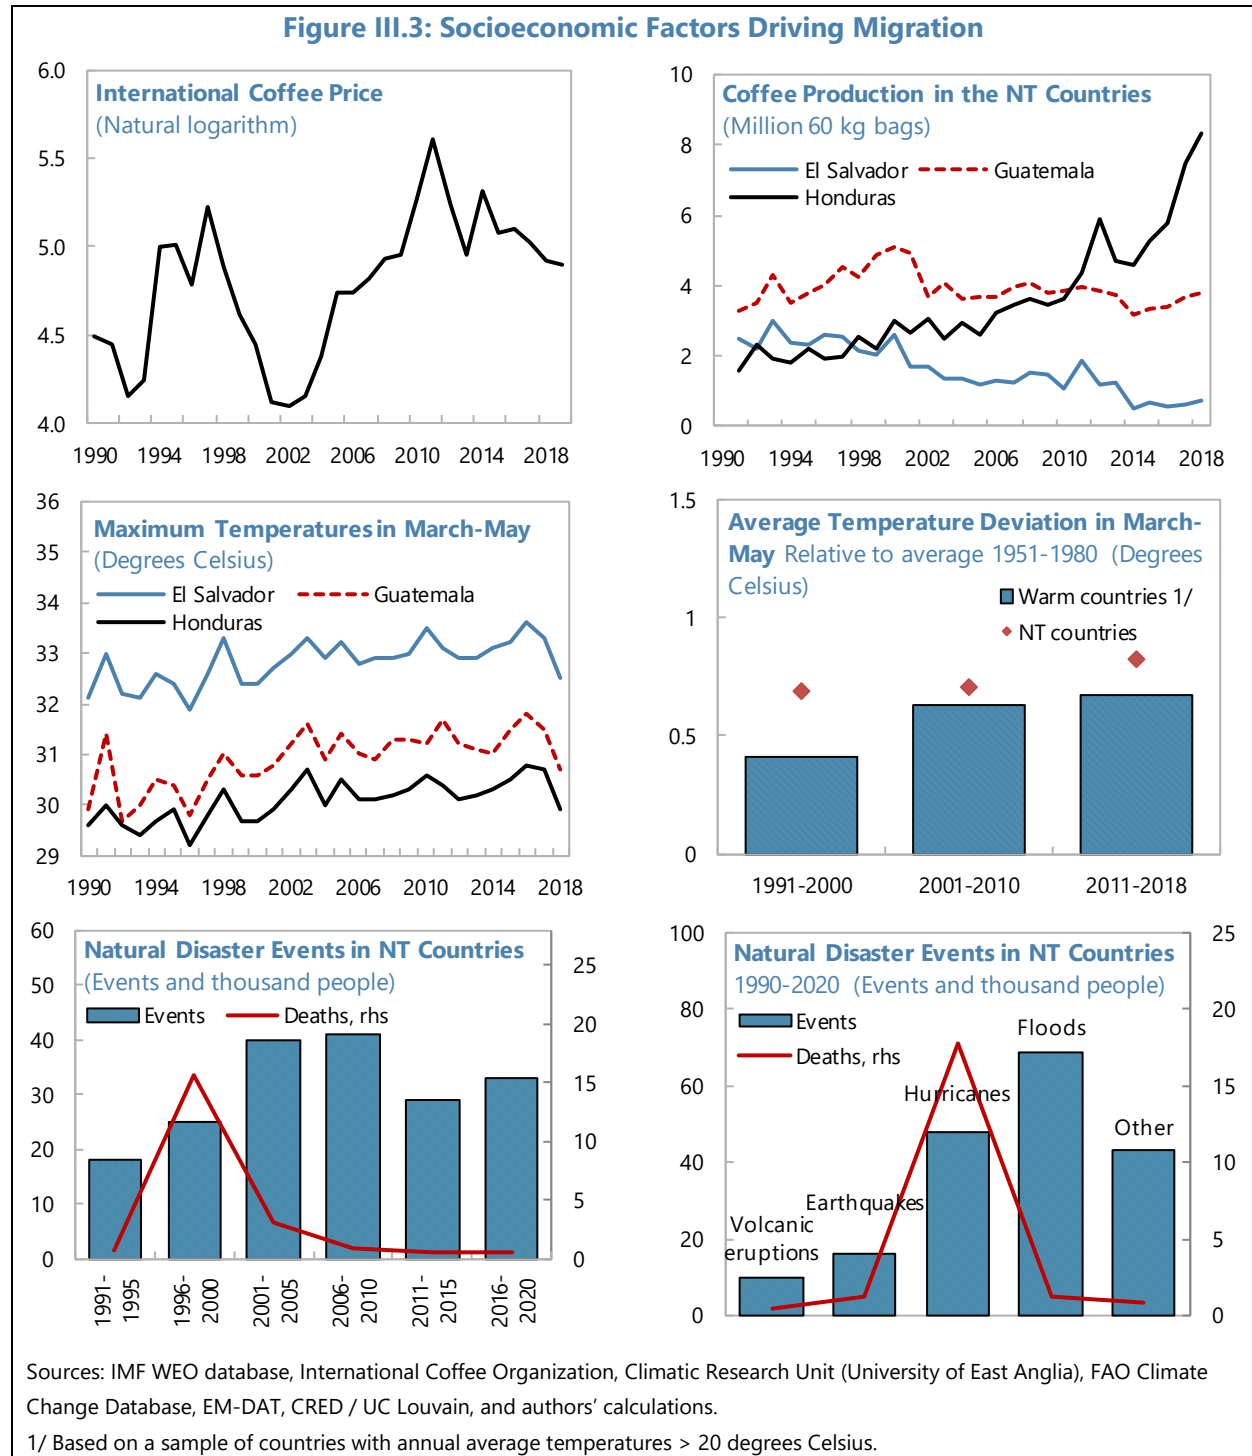 Figure III.3: Socioeconomic Factors Driving Migration
International Coffee Price
(Natural logarithm)
6.0
5.5
5.0
4.5
4.0
1990 1994 1998 2002 2006 2010 2014 2018
Coffee Production in the NT Countries
(Million 60 kg bags)
El Salvador Guatemala
Honduras
10
8
6
4
2
0
1990 1994 1998 2002 2006 2010 2014 2018
Maximum Temperatures in March-May
(Degrees Celsius)
El Salvador Guatemala
Honduras
36
35
34
33
32
31
30
29
1990 1994 1998 2002 2006 2010 2014 2018
Average Temperature Deviation in March-
May Relative to average 1951-1980 (Degrees
Celsius)
Warm countries 1/
NT countries
1.5
1
0.5
0
1991-2000 2001-2010 2011-2018
Natural Disaster Events in NT Countries
(Events and thousand people)
Events Deaths, rhs
60
50
40
30
20
10
0
25
20
15
10
5
0
1991-
1995
1996-
2000
2001-
2005
2006-
2010
2011-
2015
2016-
2020
Natural Disaster Events in NT Countries
1990-2020 (Events and thousand people)
Events
Deaths, rhs
100
80
60
40
20
0
25
20
15
10
5
0
Volcanic
eruptions
Earthquakes
Hurricanes
Floods
Other
Sources: IMF WEO database, International Coffee Organization, Climatic Research Unit (University of East Anglia), FAO Climate
Change Database, EM-DAT, CRED / UC Louvain, and authors' calculations.
1/ Based on a sample of countries with annual average temperatures > 20 degrees Celsius.